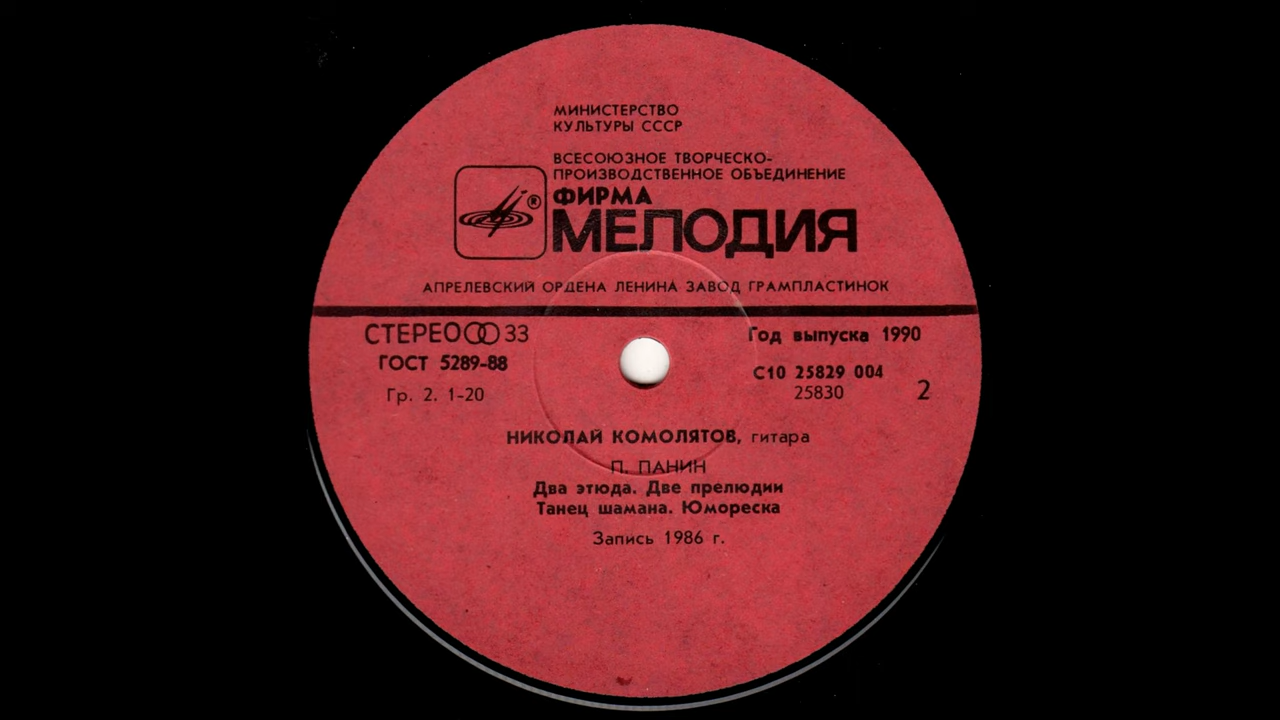 МИНИСТЕРСТВО
КУЛЬТУРЫ СССР
ВСЕСОЮЗНОЕ ТВОРЧЕСКО-
ПРОИЗВОДСТВЕННОЕ ОБЪЕДИНЕНИЕ
®
ФИРМА
МЕЛОДИЯ
АПРЕЛЕВСКИЙ ОРДЕНА ЛЕНИНА ЗАВОД ГРАМПЛАСТИНОК
СТЕРЕО 33
Год выпуска 1990
ГОСТ 5289-88
С10 25829 004
Гр. 2. 1-20
25830
2
НИКОЛАЙ КОМОЛЯТОВ, гитара
П. ПАНИН
Два этюда. Две прелюдии
Танец шамана. Юмореска
Запись 1986 г.